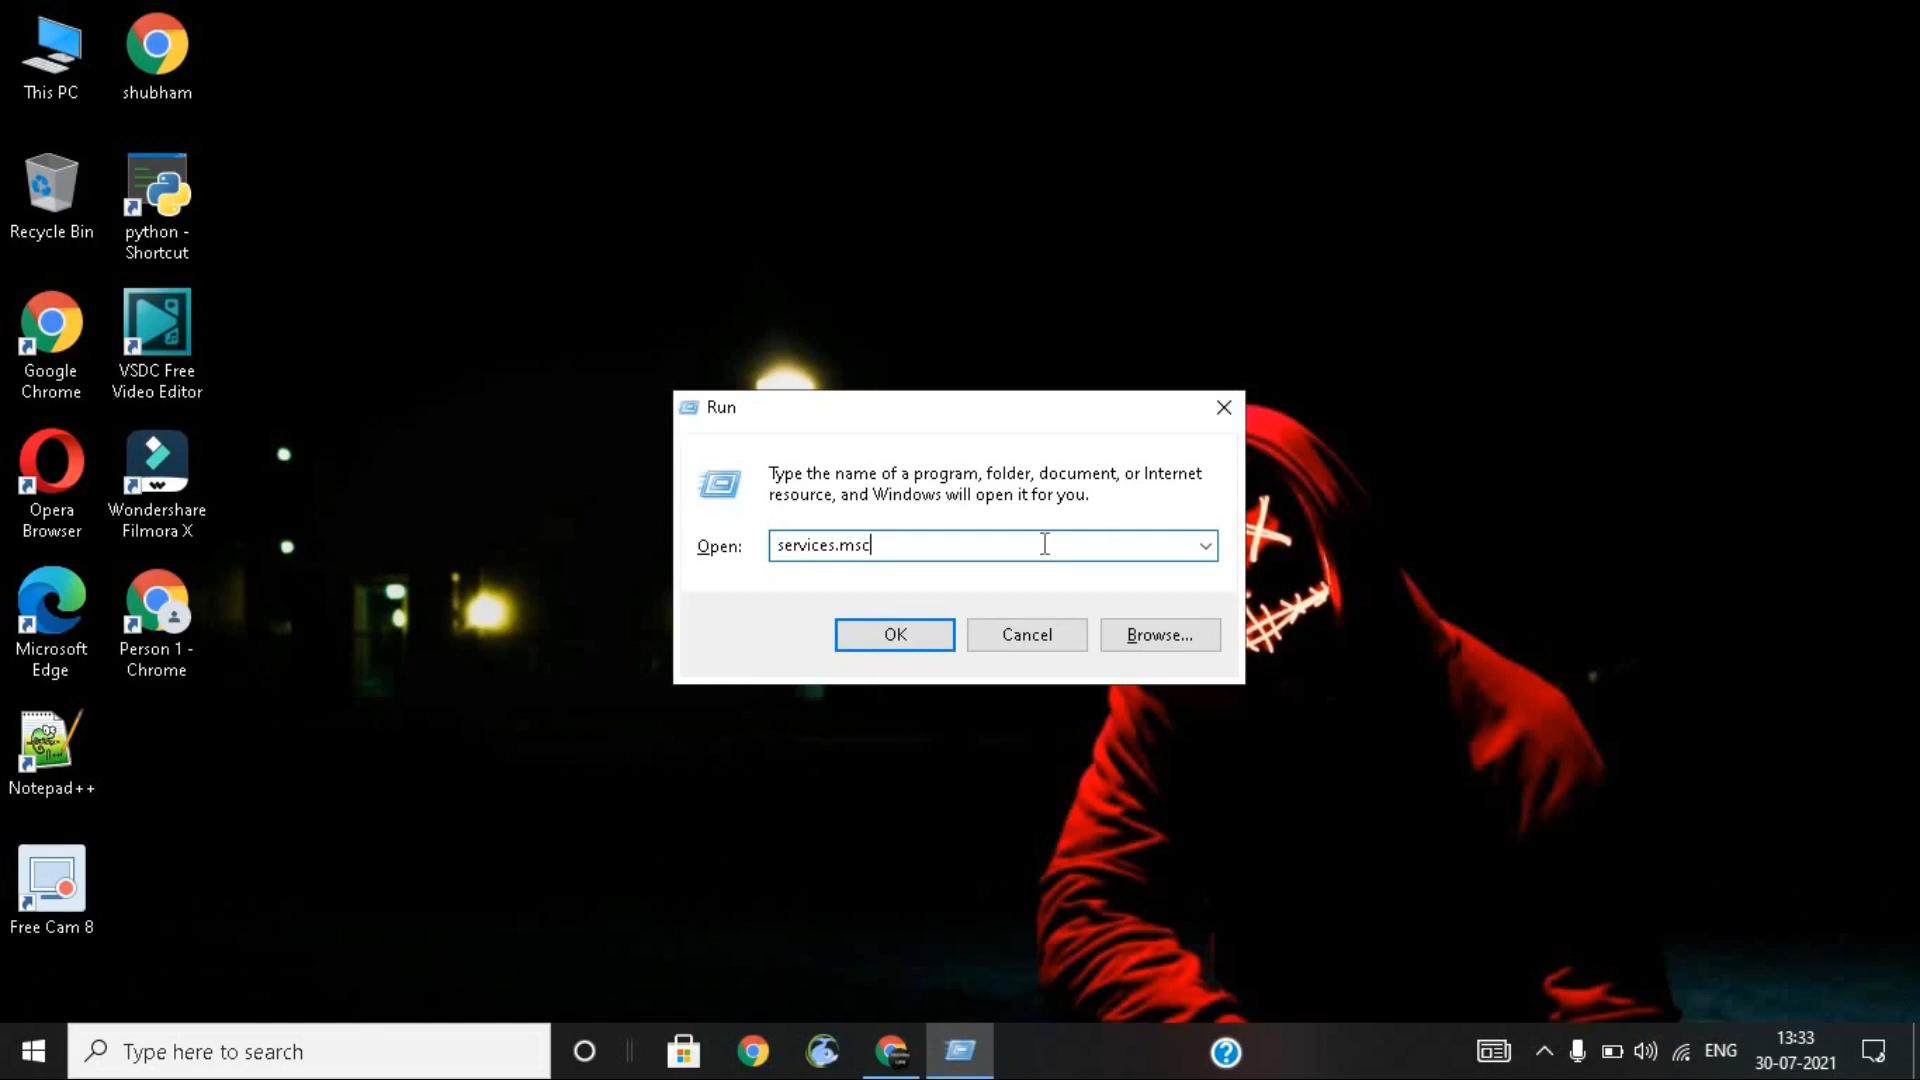 This PC
shubham
Recycle Bin
python -
Shortcut
Google
Chrome
VSDC Free
Video Editor
Opera
Browser
Wondershare
Filmora X
Microsoft
Edge
Person 1 -
Chrome
Notepad++
Free Cam 8
Run
Type the name of a program, folder, document, or Internet
resource, and Windows will open it for you.
Open:
services.msc
OK
Cancel
Browse...
Type here to search
ENG
13:33
30-07-2021